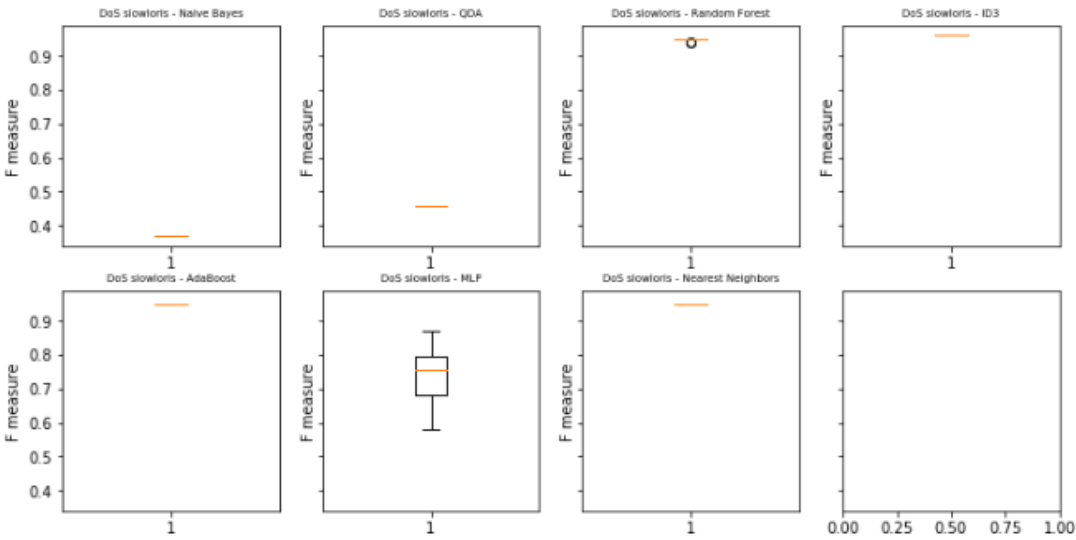 DoS slowloris - Naive Bayes
DoS slowloris - QDA
DoS slowloris - Random Forest
DoS slowloris - ID3
F measure
0.9
0.8
0.7
0.6
0.5
0.4
1
F measure
1
F measure
1
F measure
1
DoS slowloris - AdaBoost
DoS slowloris - MLP
DoS slowloris - Nearest Neighbors
F measure
0.9
0.8
0.7
0.6
0.5
0.4
1
F measure
1
F measure
1
0.00 0.25 0.50 0.75 1.00